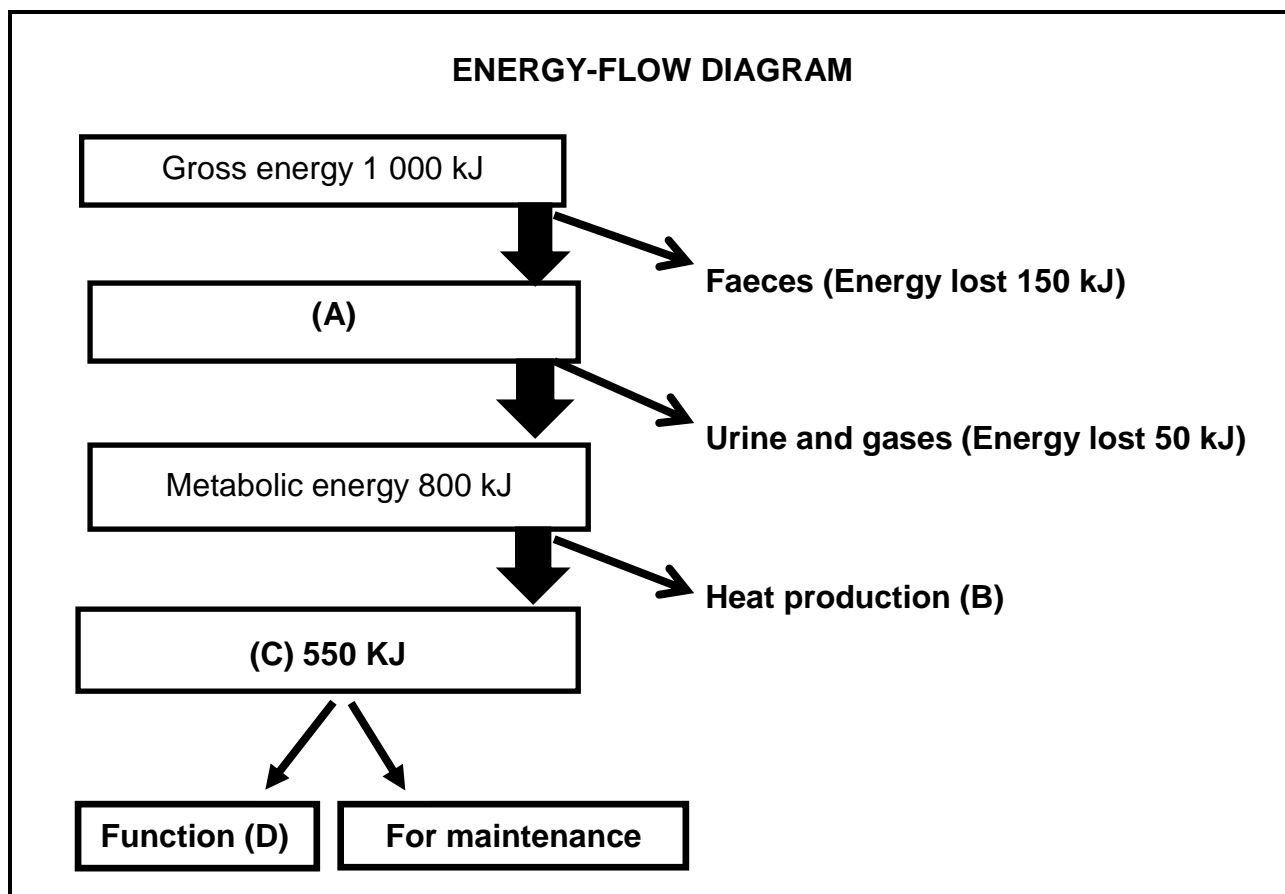 ENERGY-FLOW DIAGRAM
Gross energy 1 000 kJ
Faeces (Energy lost 150 kJ)
(A)
Urine and gases (Energy lost 50 kJ)
Metabolic energy 800 kJ
Heat production (B)
(C) 550 KJ
Function (D)
For maintenance